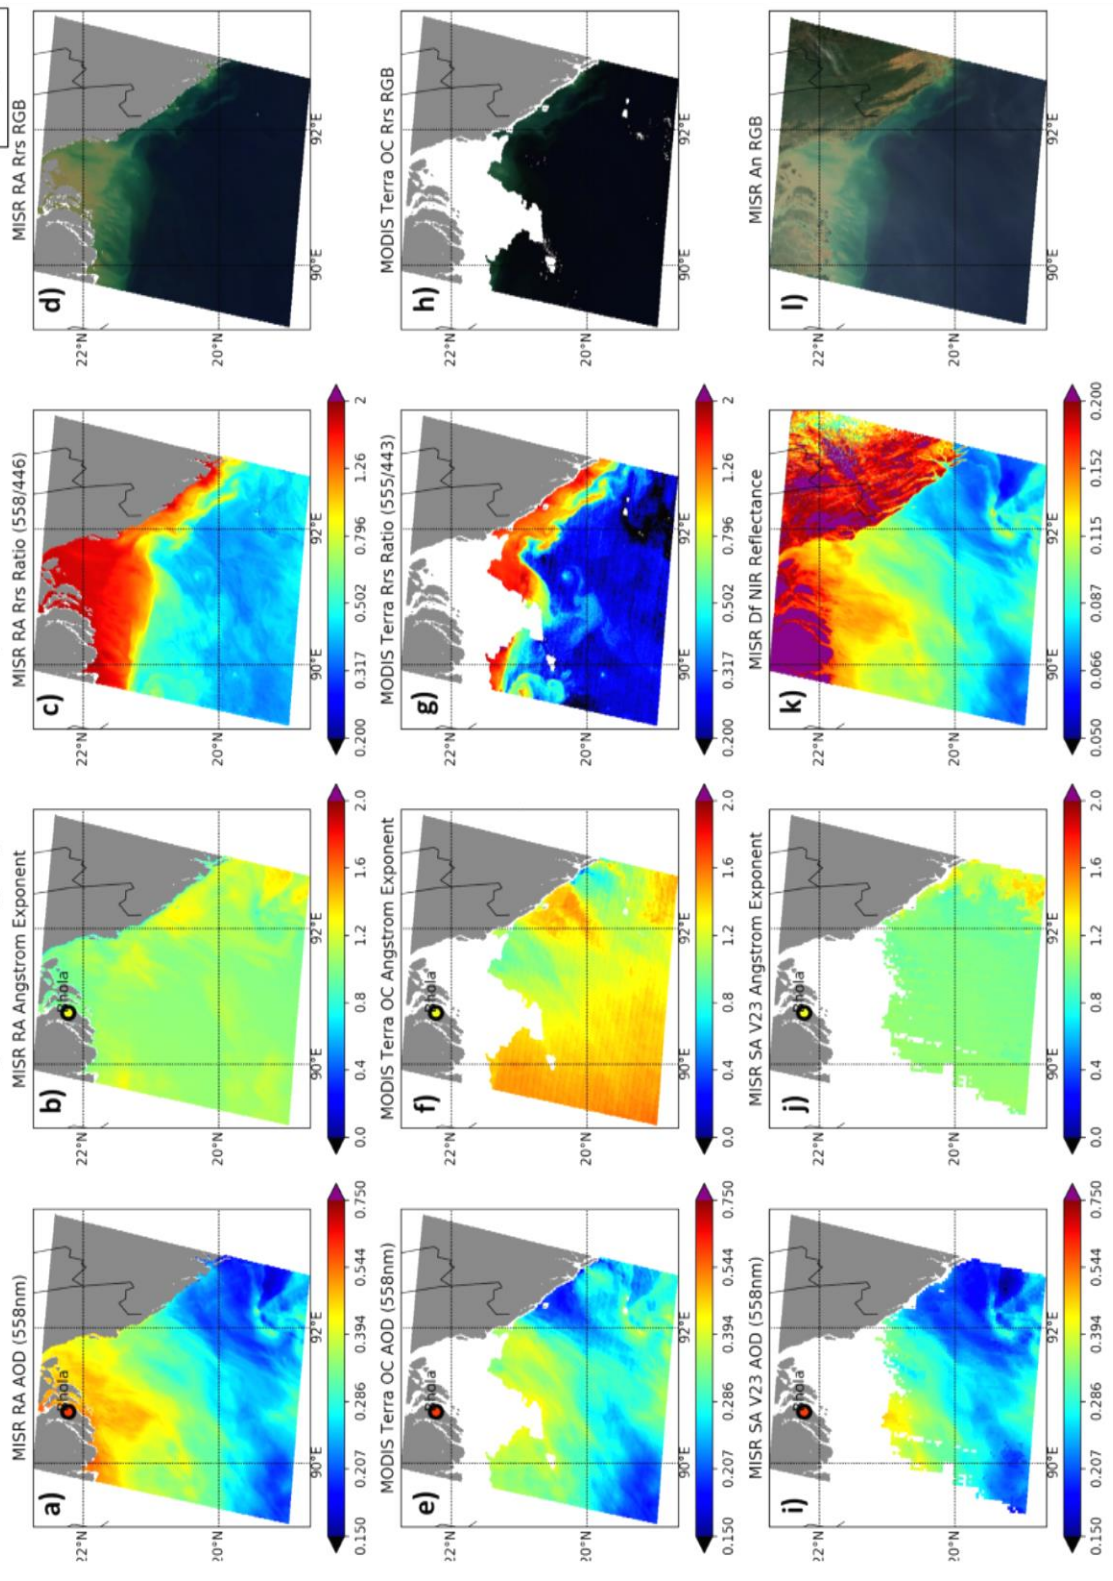 MISR RA AOD (558nm)
a)
Bhola
22°N
20°N
90°E
92°E
0.150 0.207 0.286 0.394 0.544 0.750
MISR RA Angstrom Exponent
b)
Bhola
22°N
20°N
90°E
92°E
0.0 0.4 0.8 1.2 1.6 2.0
MISR RA Rrs Ratio (558/446)
c)
22°N
20°N
90°E
92°E
0.200 0.317 0.502 0.796 1.26 2
MISR RA Rrs RGB
d)
22°N
20°N
90°E
92°E
MODIS Terra OC AOD (558nm)
e)
Bhola
22°N
20°N
90°E
92°E
0.150 0.207 0.286 0.394 0.544 0.750
MODIS Terra OC Angstrom Exponent
f)
Bhola
22°N
20°N
90°E
92°E
0.0 0.4 0.8 1.2 1.6 2.0
MODIS Terra Rrs Ratio (555/443)
g)
22°N
20°N
90°E
92°E
0.200 0.317 0.502 0.796 1.26 2
MODIS Terra OC Rrs RGB
h)
22°N
20°N
90°E
92°E
MISR SA V23 AOD (558nm)
i)
Bhola
22°N
20°N
90°E
92°E
0.150 0.207 0.286 0.394 0.544 0.750
MISR SA V23 Angstrom Exponent
j)
Bhola
22°N
20°N
90°E
92°E
0.0 0.4 0.8 1.2 1.6 2.0
MISR Df NIR Reflectance
k)
22°N
20°N
90°E
92°E
0.050 0.066 0.087 0.115 0.152 0.200
MISR An RGB
l)
22°N
20°N
90°E
92°E